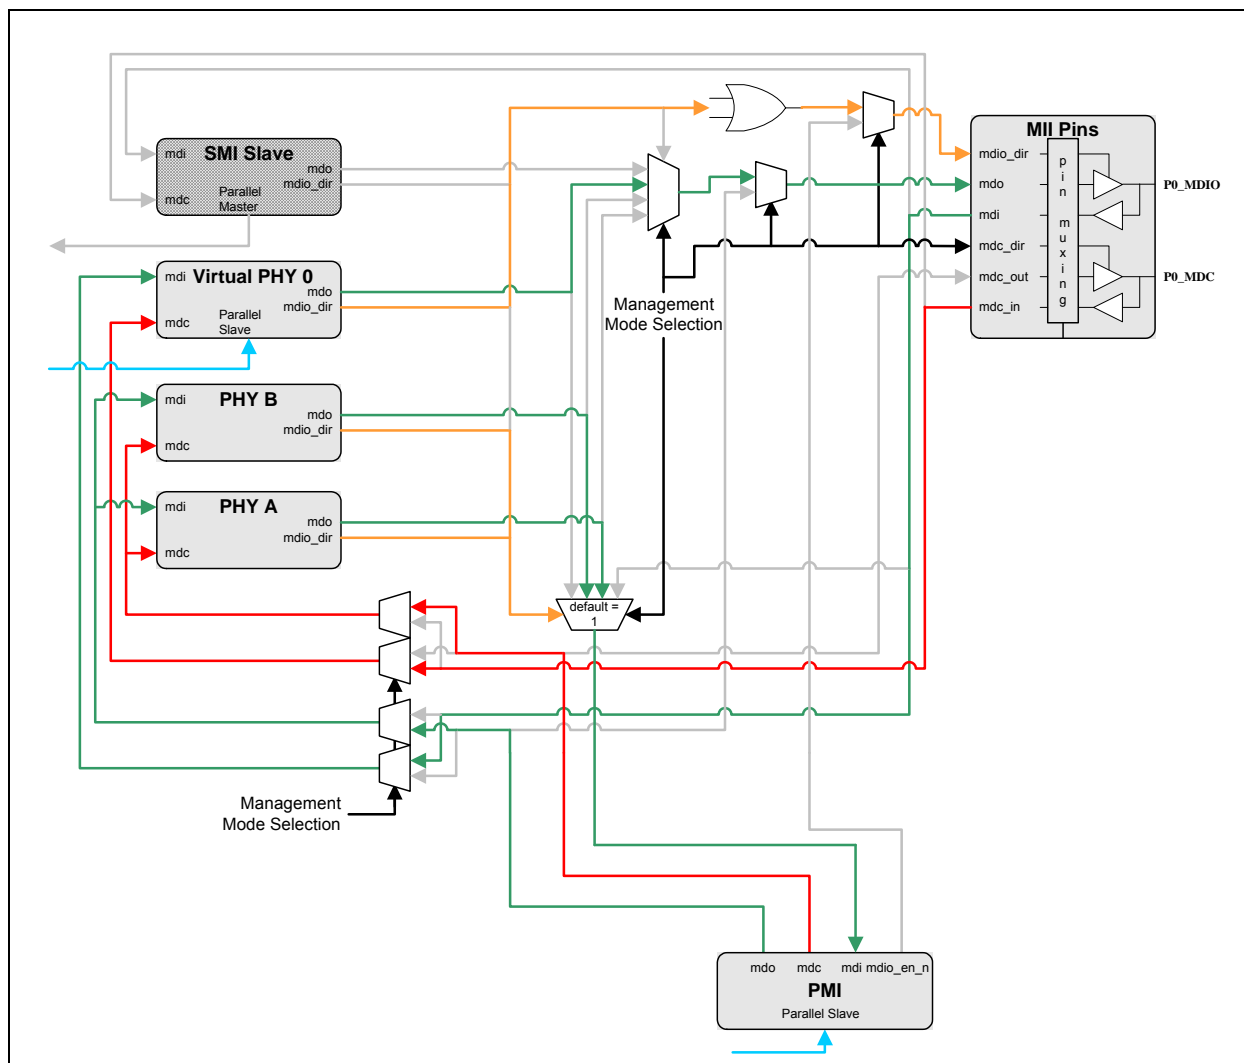 SMI Slave
mdi
mdo
mdio_dir
mdc
Parallel
Master
MII Pins
mdio_dir
mdo
mdi
mdc_dir
mdc_out
mdc_in
pin muxing
P0_MDIO
P0_MDC
Virtual PHY 0
mdi
mdo
mdio_dir
mdc
Parallel
Slave
Management
Mode Selection
PHY B
mdi
mdo
mdio_dir
mdc
PHY A
mdi
mdo
mdio_dir
mdc
default =
1
Management
Mode Selection
mdo mdc mdi mdio_en_n
PMI
Parallel Slave